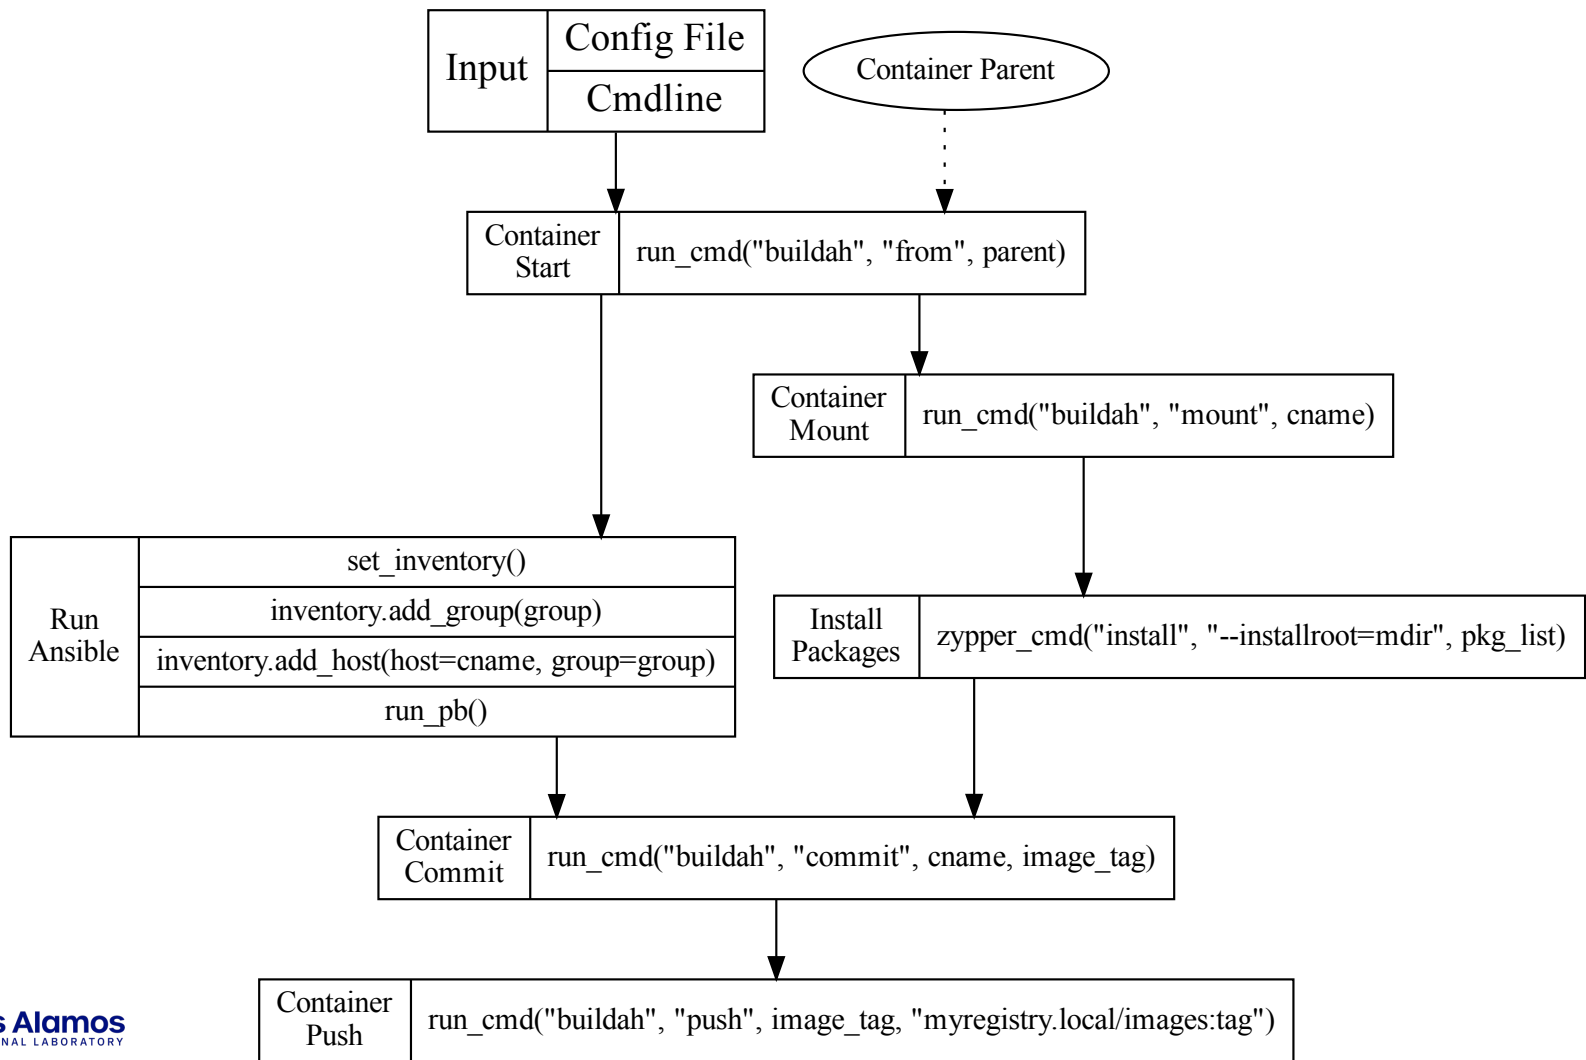 Input
Config File
Cmdline
Container Parent
Container
Start
run_cmd("buildah", "from", parent)
Container
Mount
run_cmd("buildah", "mount", cname)
Run
Ansible
set_inventory()
inventory.add_group(group)
inventory.add_host(host=cname, group=group)
run_pb()
Install
Packages
zypper_cmd("install", "--installroot=mdir", pkg_list)
Container
Commit
run_cmd("buildah", "commit", cname, image_tag)
Container
Push
run_cmd("buildah", "push", image_tag, "myregistry.local/images:tag")
s Alamos
NAL LABORATORY